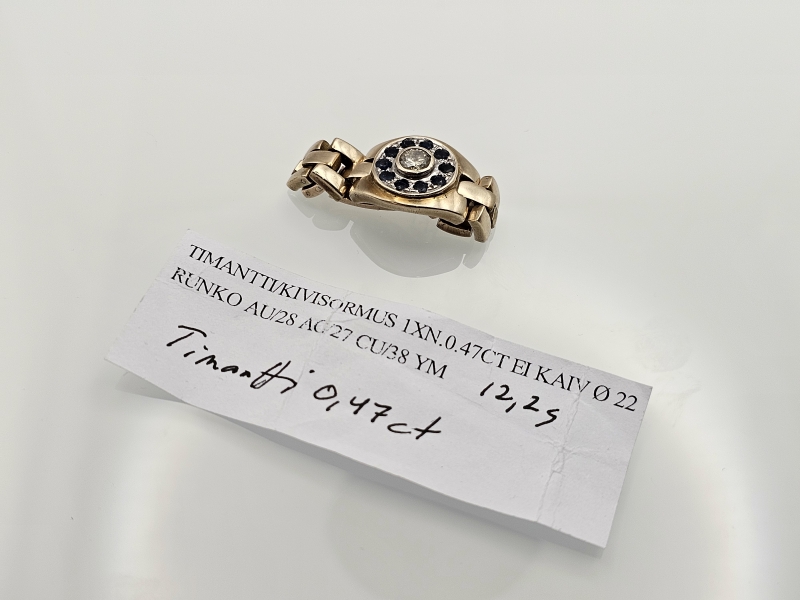 TIMANTTI/KIVISORMUS 1XN.0.47CT EI KAIV Ø 22
RUNKO AU/28 AG/27 CU/38 YM
12,2g
Timantti 0,47ct